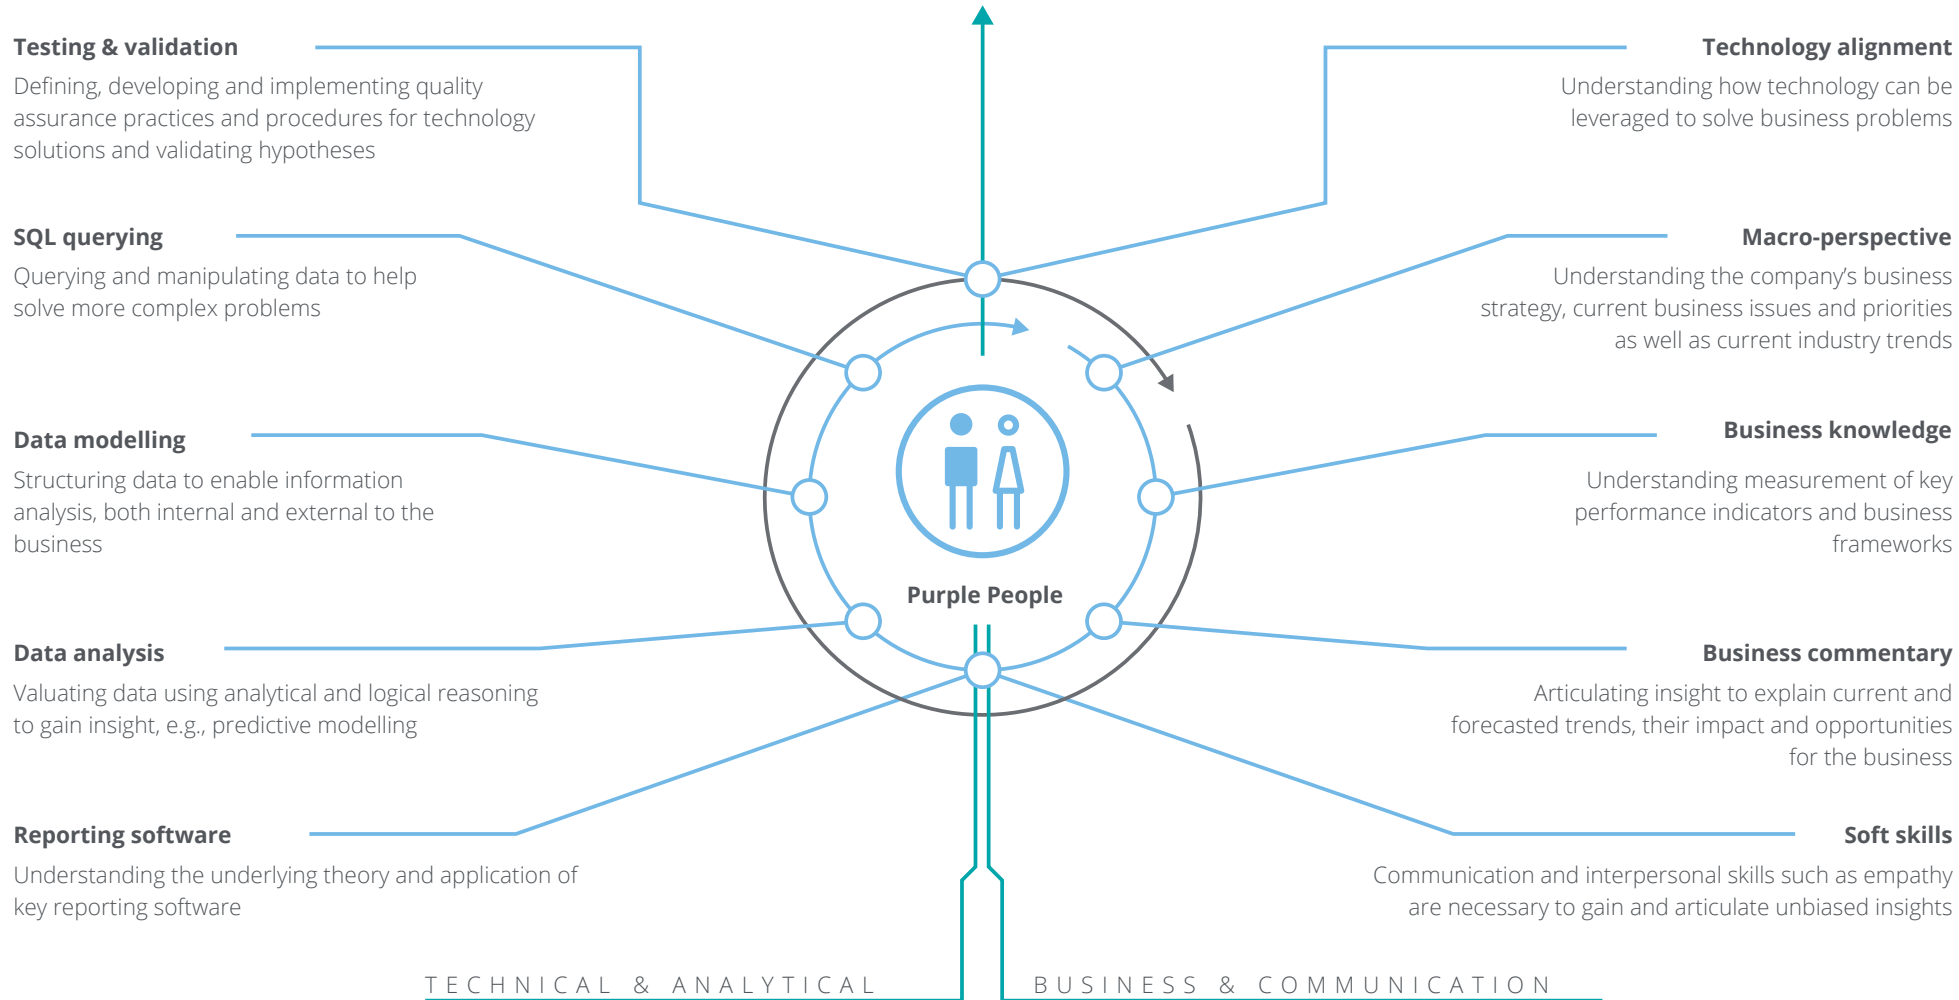 Testing & validation
Defining, developing and implementing quality
assurance practices and procedures for technology
solutions and validating hypotheses
SQL querying
Querying and manipulating data to help
solve more complex problems
Data modelling
Structuring data to enable information
analysis, both internal and external to the
business
Data analysis
Valuating data using analytical and logical reasoning
to gain insight, e.g., predictive modelling
Reporting software
Understanding the underlying theory and application of
key reporting software
Purple People
Technology alignment
Understanding how technology can be
leveraged to solve business problems
Macro-perspective
Understanding the company’s business
strategy, current business issues and priorities
as well as current industry trends
Business knowledge
Understanding measurement of key
performance indicators and business
frameworks
Business commentary
Articulating insight to explain current and
forecasted trends, their impact and opportunities
for the business
Soft skills
Communication and interpersonal skills such as empathy
are necessary to gain and articulate unbiased insights
TECHNICAL & ANALYTICAL
BUSINESS & COMMUNICATION